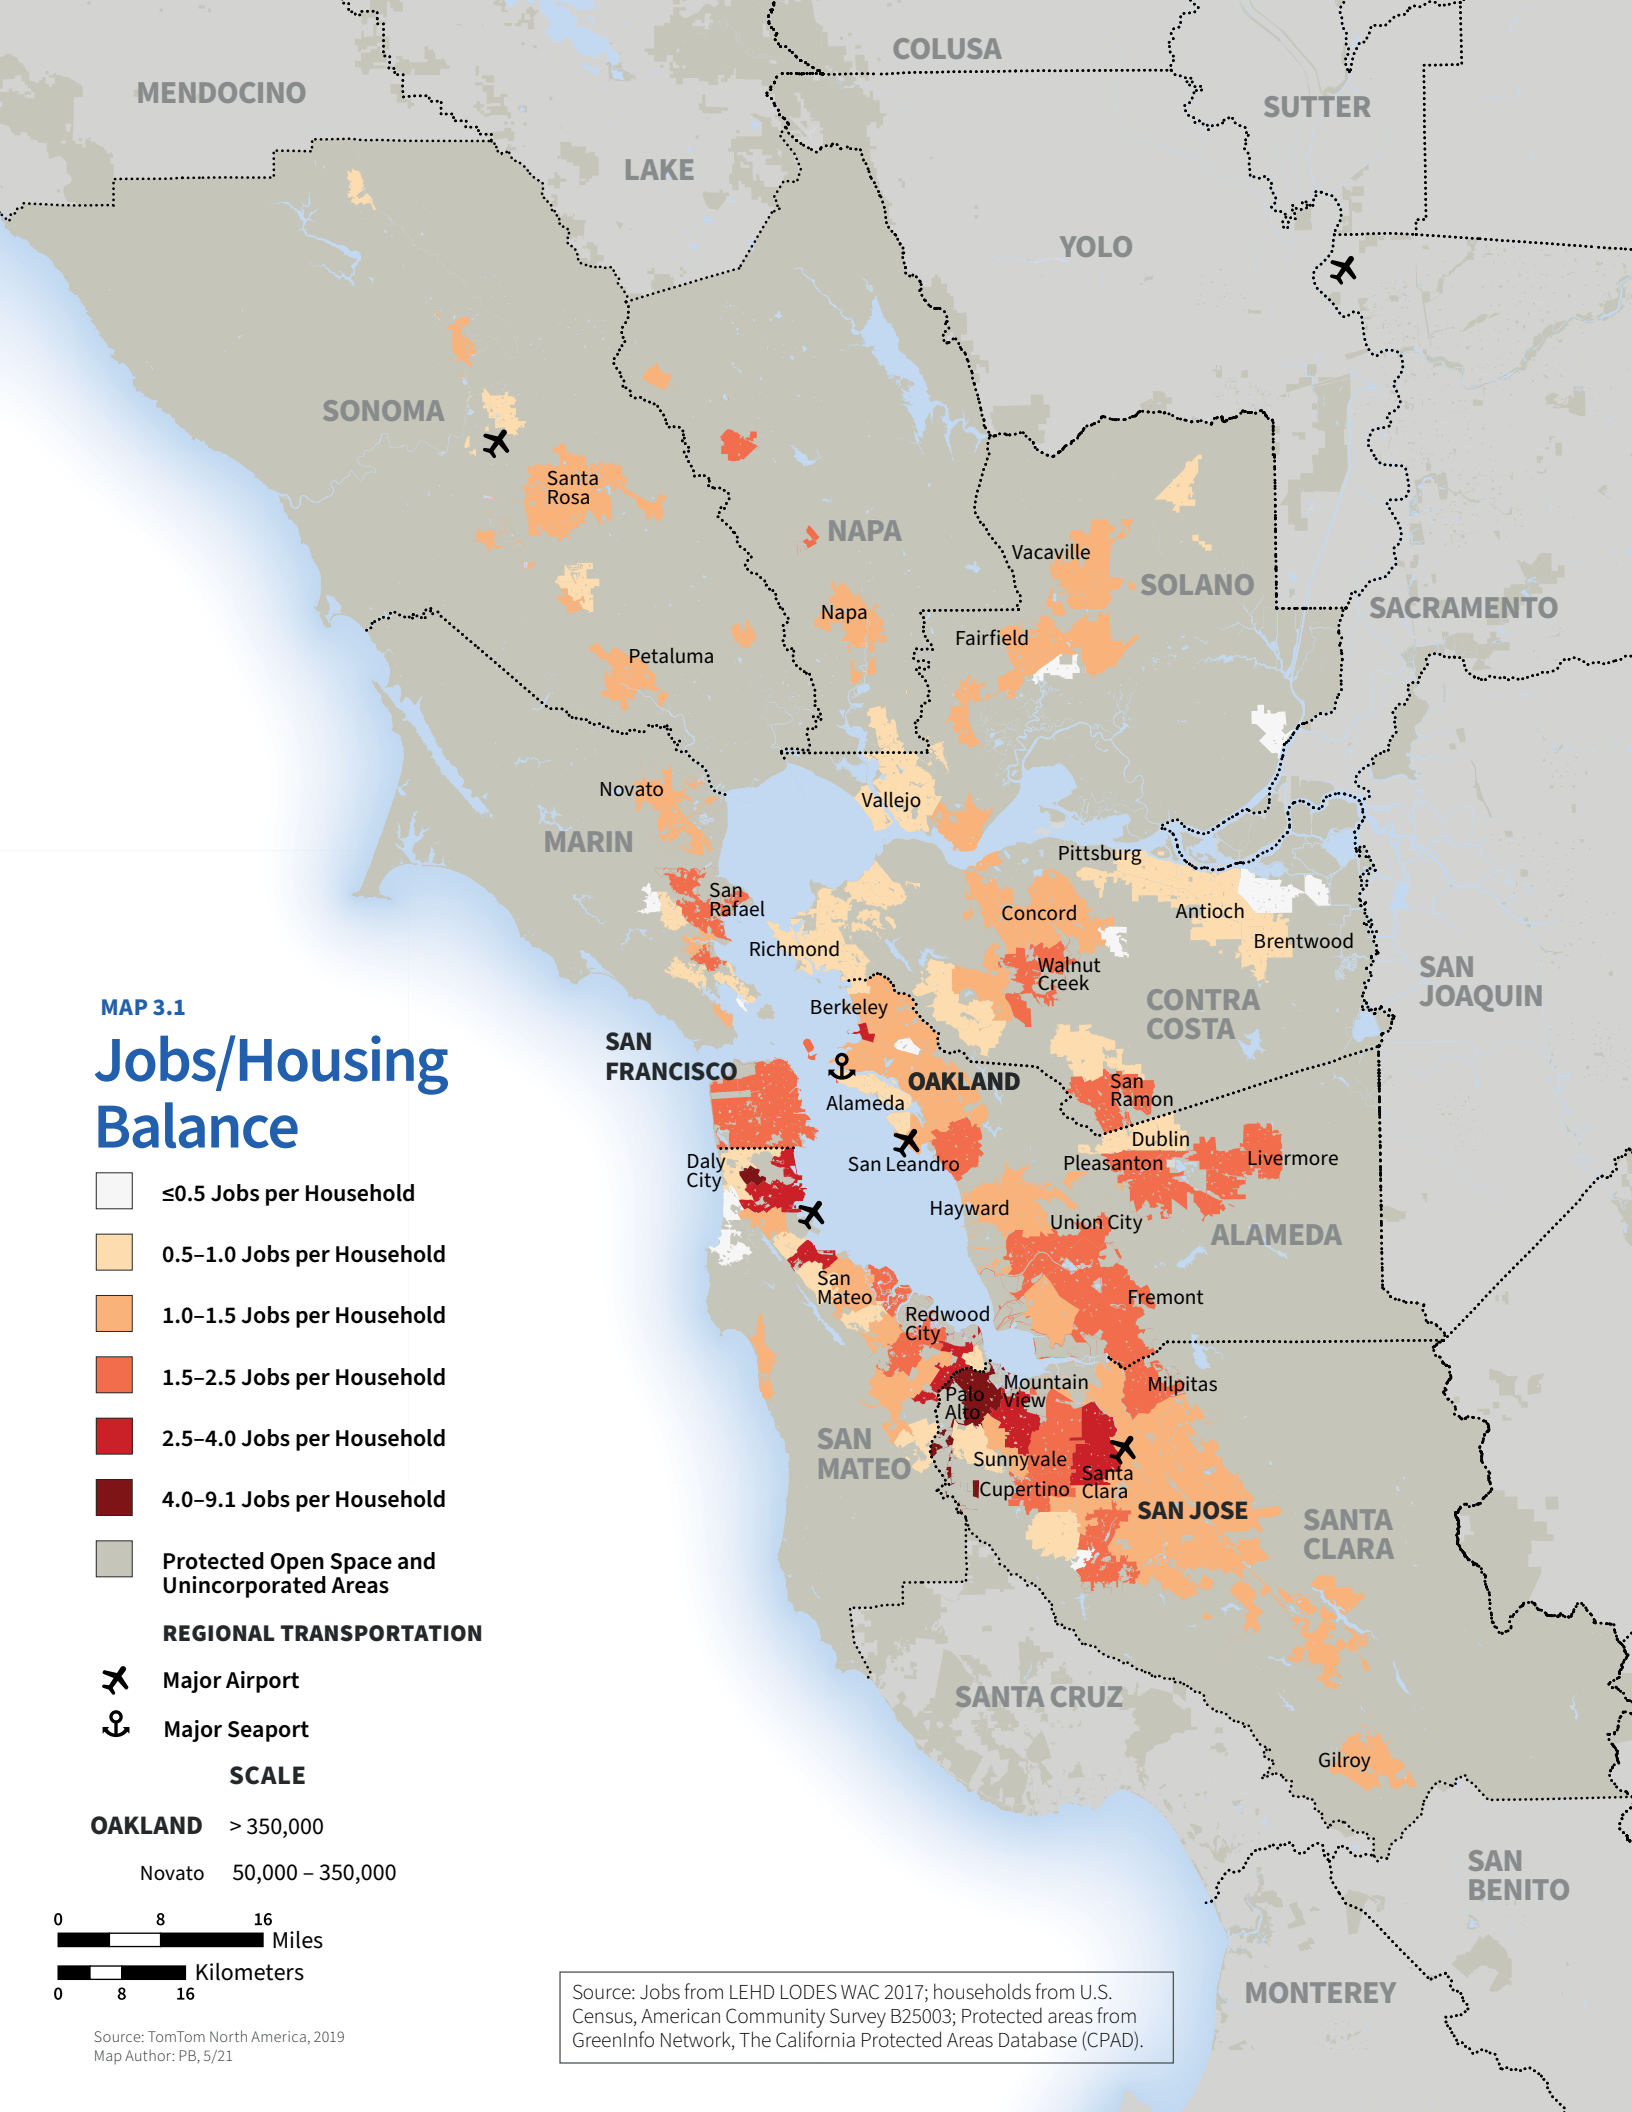 COLUSA
MENDOCINO
SUTTER
LAKE
YOLO
SONOMA
Santa
Rosa
NAPA
Vacaville
SOLANO
SACRAMENTO
Napa
Fairfield
Petaluma
Novato
Vallejo
MARIN
Pittsburg
San
Rafael
Concord
Antioch
Richmond
Brentwood
Walnut
Creek
SAN
JOAQUIN
CONTRA
COSTA
Berkeley
SAN
FRANCISCO
OAKLAND
Alameda
San
Ramon
Dublin
Daly
City
San Leandro
Pleasanton
Livermore
Hayward
Union City
ALAMEDA
San
Mateo
Fremont
Redwood
City
Mountain
View
Milpitas
Palo
Alto
SAN
MATEO
Sunnyvale
Santa
Clara
Cupertino
SAN JOSE
SANTA
CLARA
SANTA CRUZ
Gilroy
SAN
BENITO
MONTEREY
MAP 3.1
Jobs/Housing
Balance
≤0.5 Jobs per Household
0.5–1.0 Jobs per Household
1.0–1.5 Jobs per Household
1.5–2.5 Jobs per Household
2.5–4.0 Jobs per Household
4.0–9.1 Jobs per Household
Protected Open Space and
Unincorporated Areas
REGIONAL TRANSPORTATION
Major Airport
Major Seaport
SCALE
OAKLAND > 350,000
Novato 50,000 – 350,000
0 8 16
Miles
Kilometers
0 8 16
Source: TomTom North America, 2019
Map Author: PB, 5/21
Source: Jobs from LEHD LODES WAC 2017; households from U.S.
Census, American Community Survey B25003; Protected areas from
GreenInfo Network, The California Protected Areas Database (CPAD).